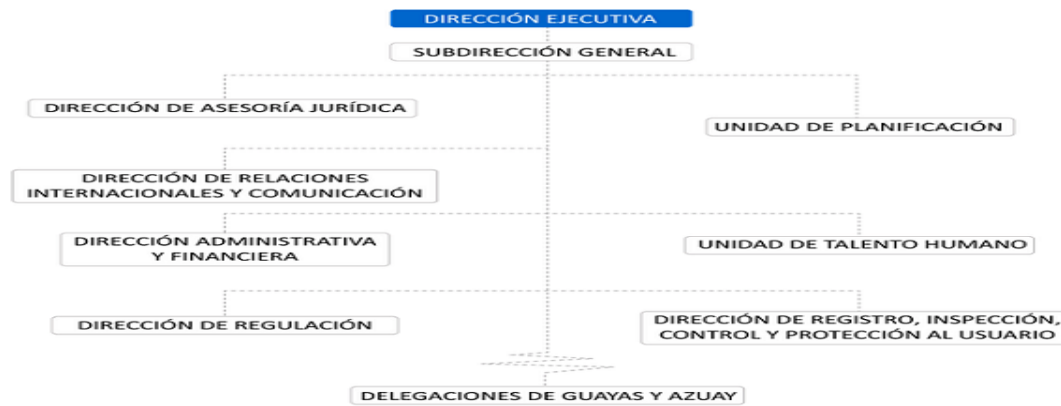 DIRECCIÓN EJECUTIVA
SUBDIRECCIÓN GENERAL
DIRECCIÓN DE ASESORÍA JURÍDICA
UNIDAD DE PLANIFICACIÓN
DIRECCIÓN DE RELACIONES
INTERNACIONALES Y COMUNICACIÓN
DIRECCIÓN ADMINISTRATIVA
Y FINANCIERA
UNIDAD DE TALENTO HUMANO
DIRECCIÓN DE REGULACIÓN
DIRECCIÓN DE REGISTRO, INSPECCIÓN,
CONTROL Y PROTECCIÓN AL USUARIO
DELEGACIONES DE GUAYAS Y AZUAY